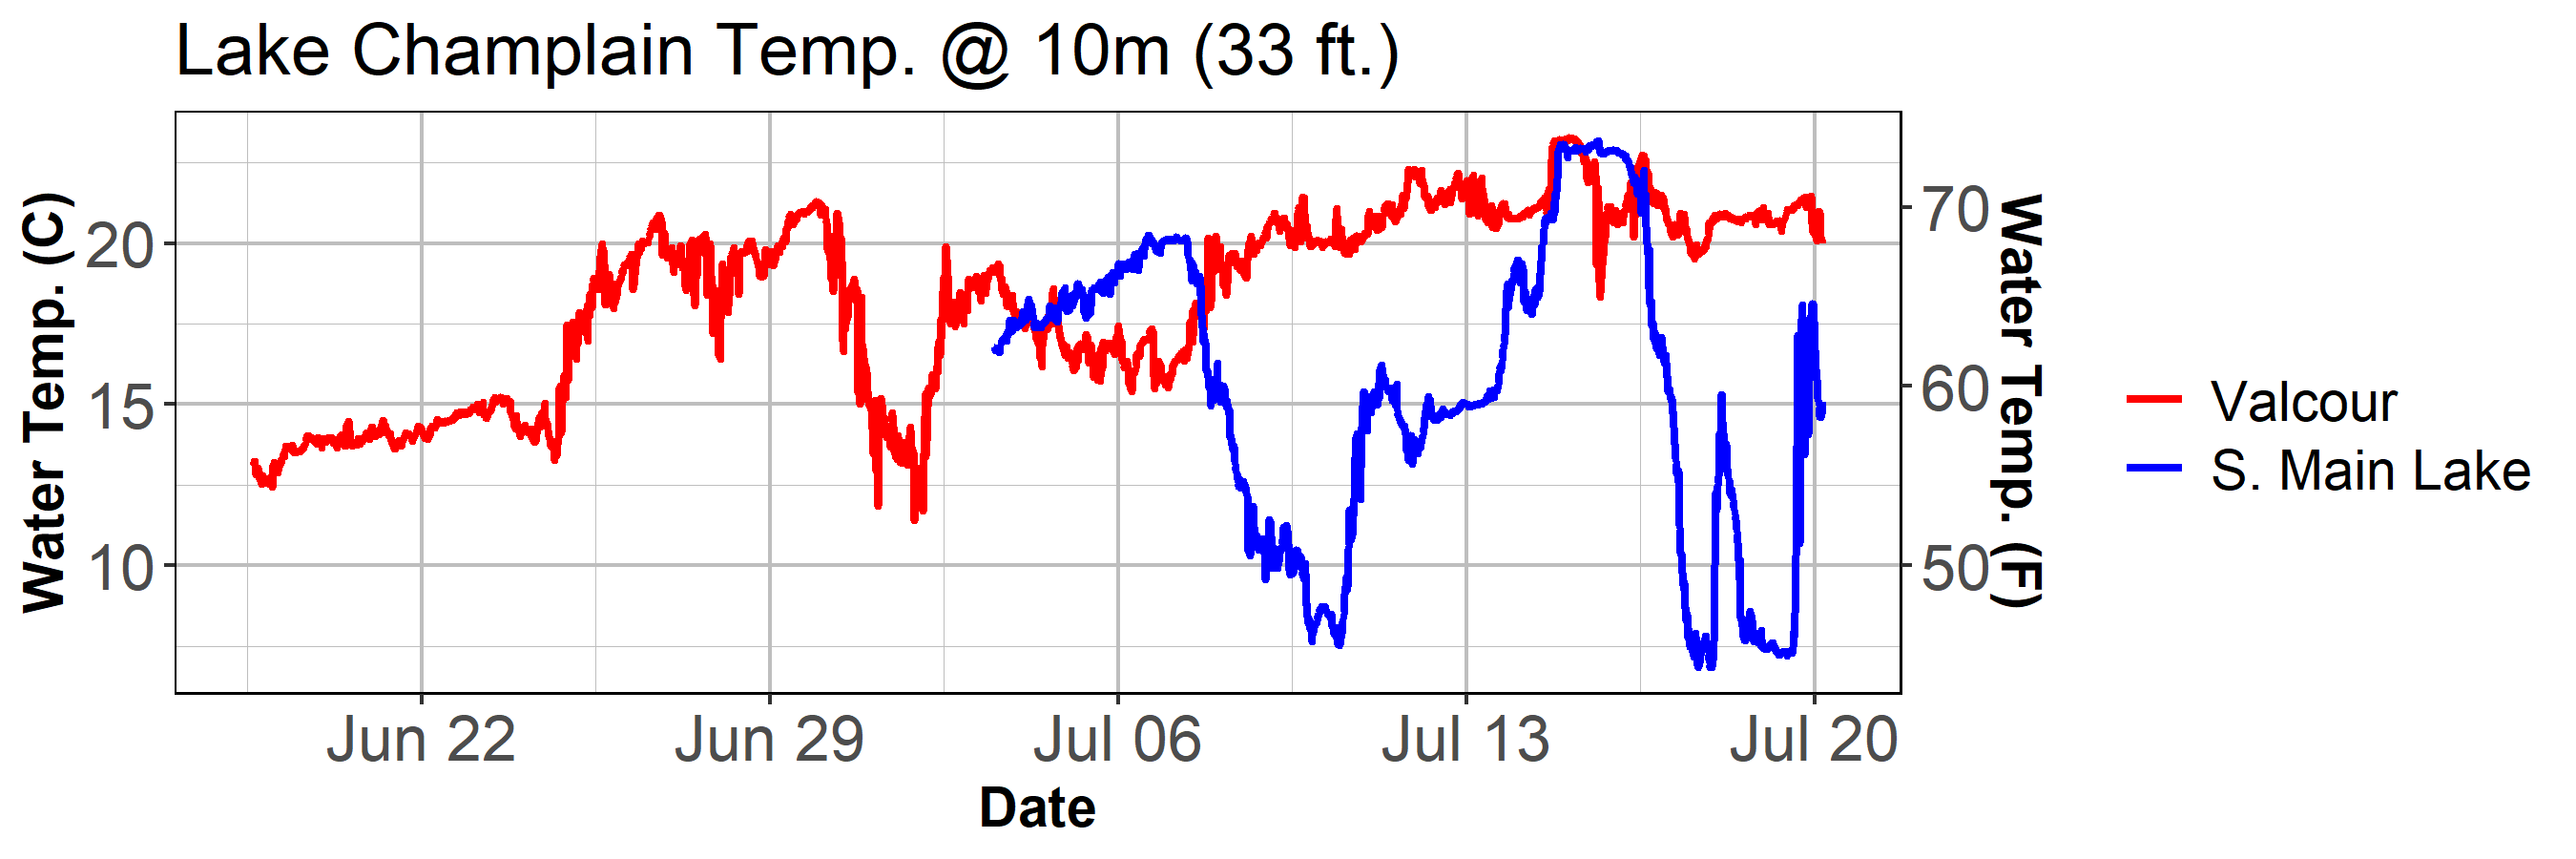 Lake Champlain Temp. @ 10m (33 ft.)
Water Temp. (C)
20
15
10
70
60
50
Water Temp. (F)
Jun 22
Jun 29
Jul 06
Jul 13
Jul 20
Date
Valcour
S. Main Lake